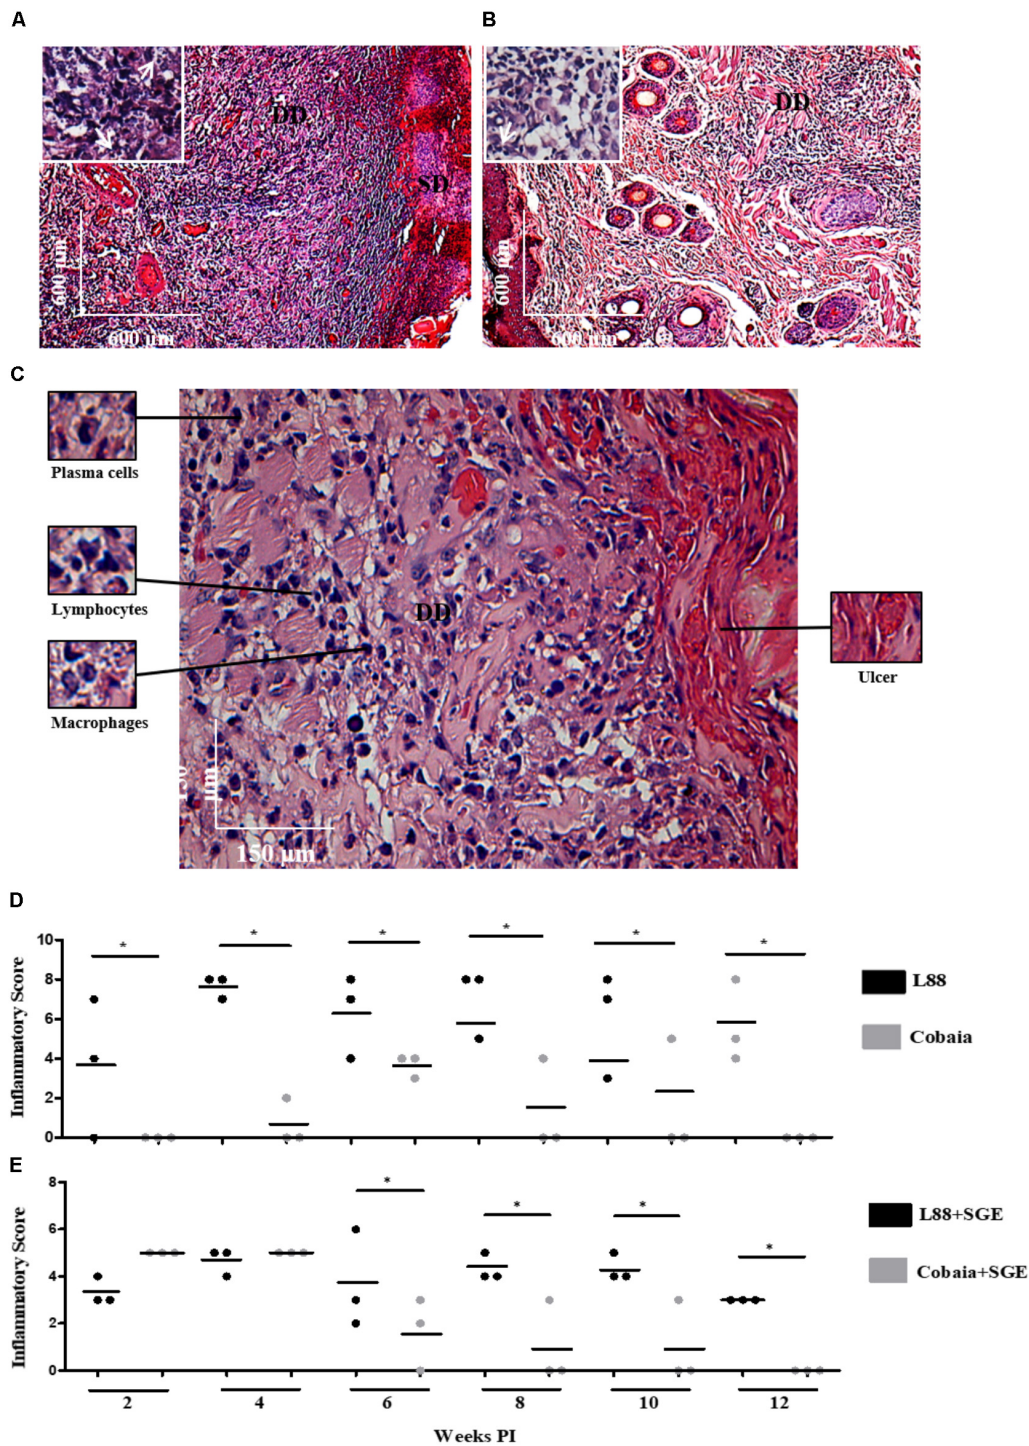 A
B
DD
SD
600 µm
600 µm
DD
600 µm
600 µm
C
Plasma cells
Lymphocytes
Macrophages
DD
Ulcer
µm
150 µm
D
10
8
6
4
2
0
Inflammatory Score
*
*
*
*
*
*
L88
Cobaia
E
8
6
4
2
0
Inflammatory Score
*
*
*
*
L88+SGE
Cobaia+SGE
2 4 6 8 10 12
Weeks PI